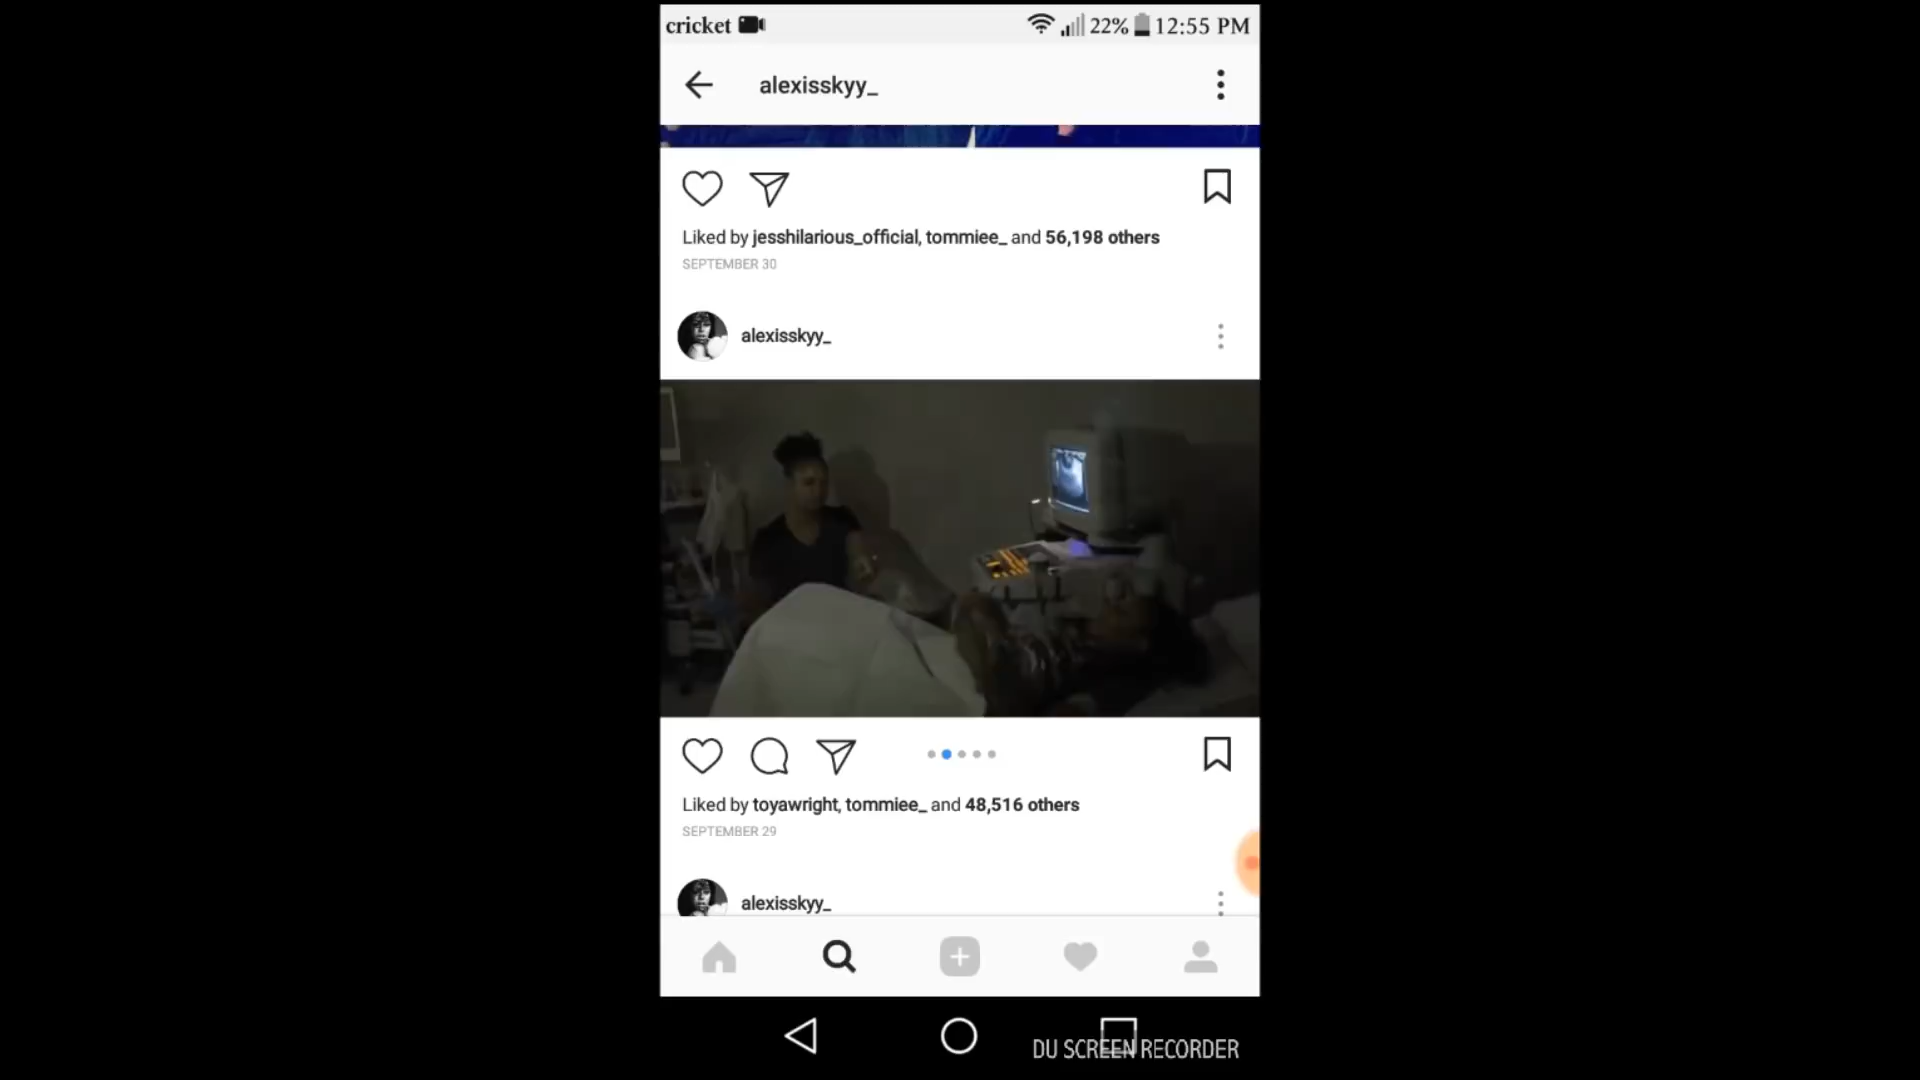 cricket 22% 12:55 PM
alexisskyy_
Liked by jesshilarious_official, tommiee_ and 56,198 others
SEPTEMBER 30
alexisskyy_
Liked by toyawright, tommiee_ and 48,516 others
SEPTEMBER 29
alexisskyy_
DU SCREEN RECORDER